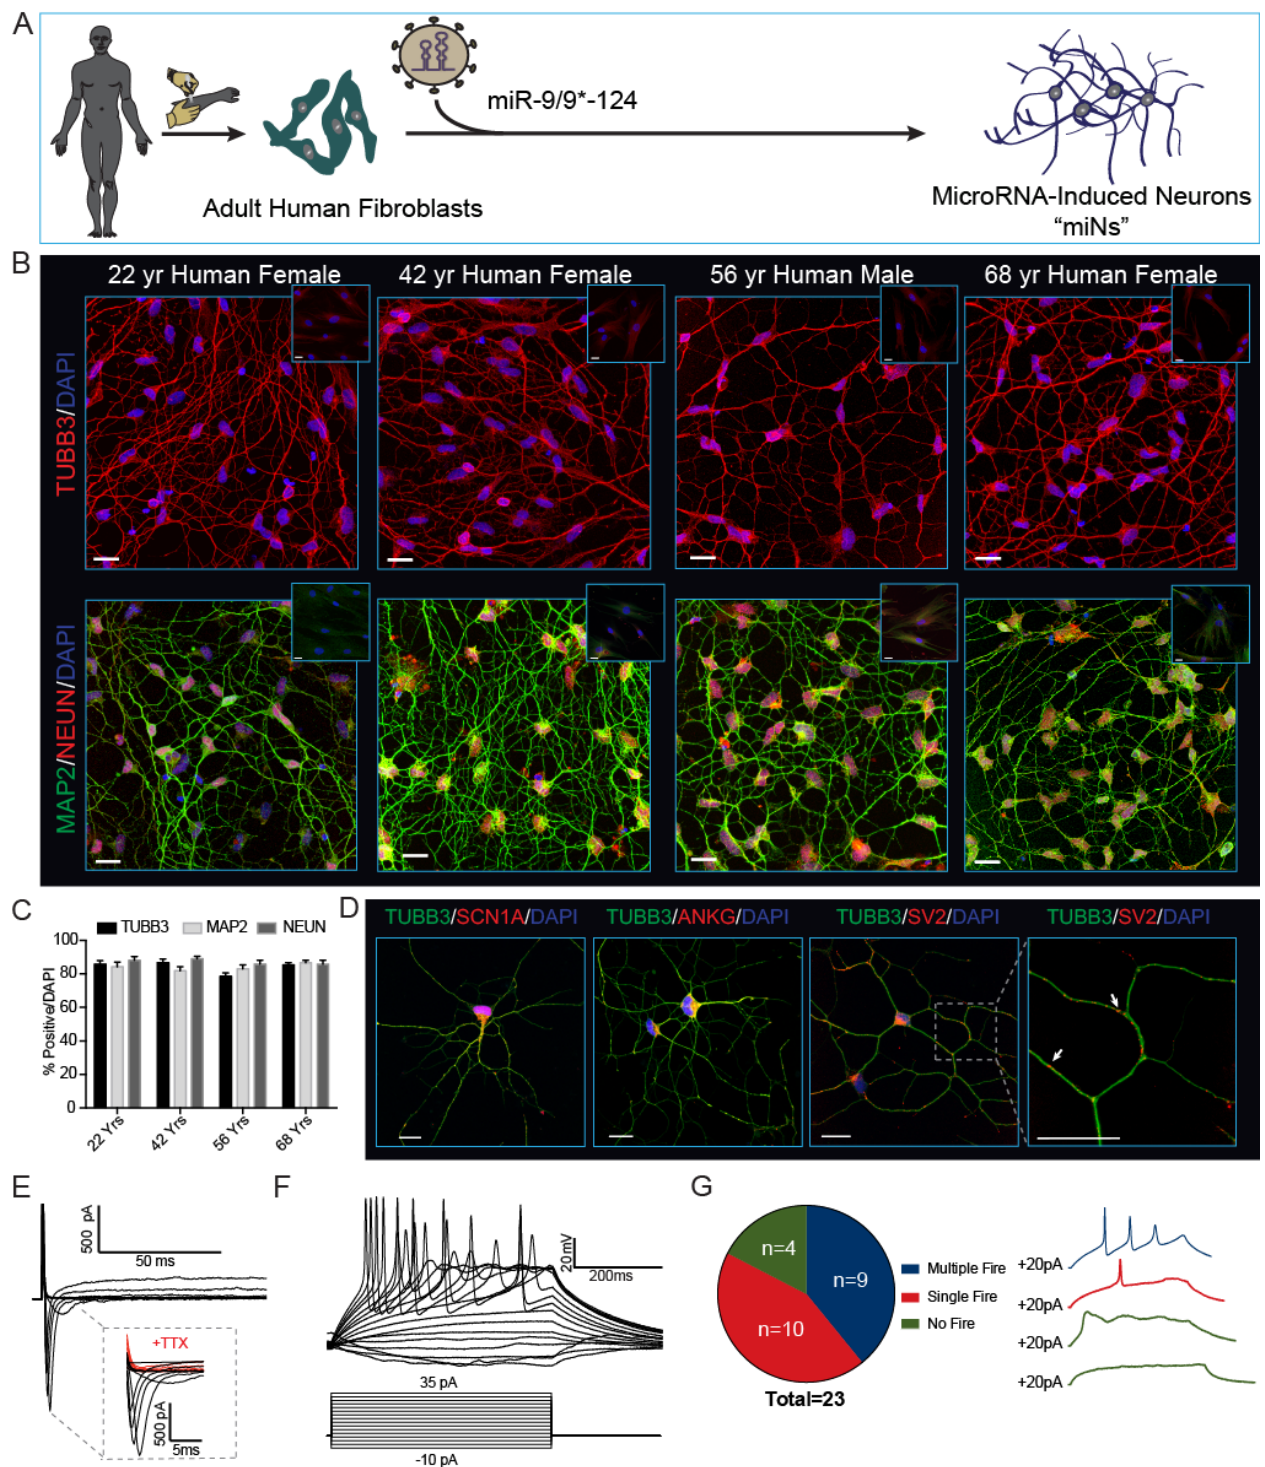 A
miR-9/9*-124
Adult Human Fibroblasts
MicroRNA-Induced Neurons
“miNs”
B
22 yr Human Female
42 yr Human Female
56 yr Human Male
68 yr Human Female
TUBB3/DAPI
MAP2/NEUN/DAPI
C
TUBB3
MAP2
NEUN
% Positive/DAPI
100
80
60
40
20
0
22 Yrs
42 Yrs
56 Yrs
68 Yrs
D
TUBB3/SCN1A/DAPI
TUBB3/ANKG/DAPI
TUBB3/SV2/DAPI
TUBB3/SV2/DAPI
E
500 pA
50 ms
+TTX
500 pA
5ms
F
20 mV
200ms
35 pA
-10 pA
G
n=4
n=9
n=10
Total=23
Multiple Fire
Single Fire
No Fire
+20pA
+20pA
+20pA
+20pA